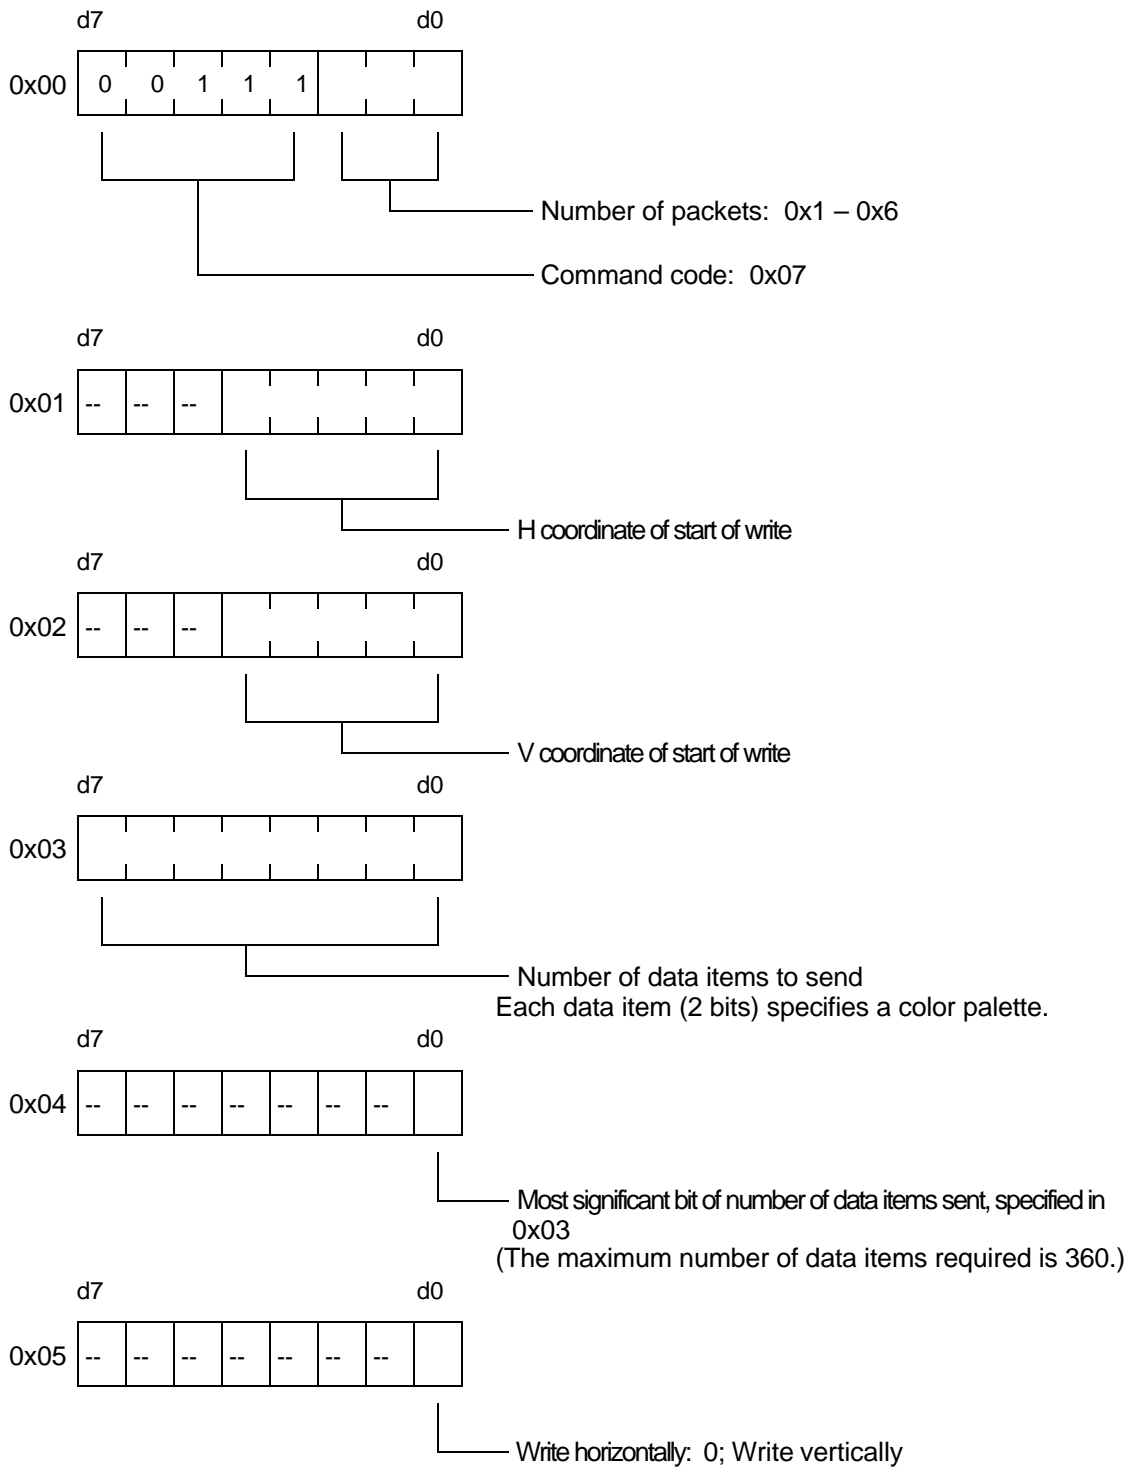 d7 d0
0x00 0 0 1 1 1
Number of packets: 0x1 – 0x6
Command code: 0x07
d7 d0
0x01 -- -- --
H coordinate of start of write
d7 d0
0x02 -- -- --
V coordinate of start of write
d7 d0
0x03
Number of data items to send
Each data item (2 bits) specifies a color palette.
d7 d0
0x04 -- -- -- -- -- -- --
Most significant bit of number of data items sent, specified in
0x03
(The maximum number of data items required is 360.)
d7 d0
0x05 -- -- -- -- -- -- --
Write horizontally: 0; Write vertically